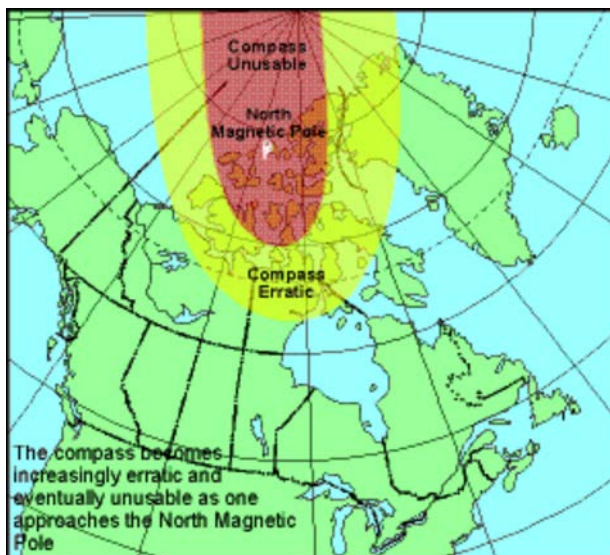 Compass
Unusable
North
Magnetic Pole
Compass
Erratic
The compass becomes
increasingly erratic and
eventually unusable as one
approaches the North Magnetic
Pole